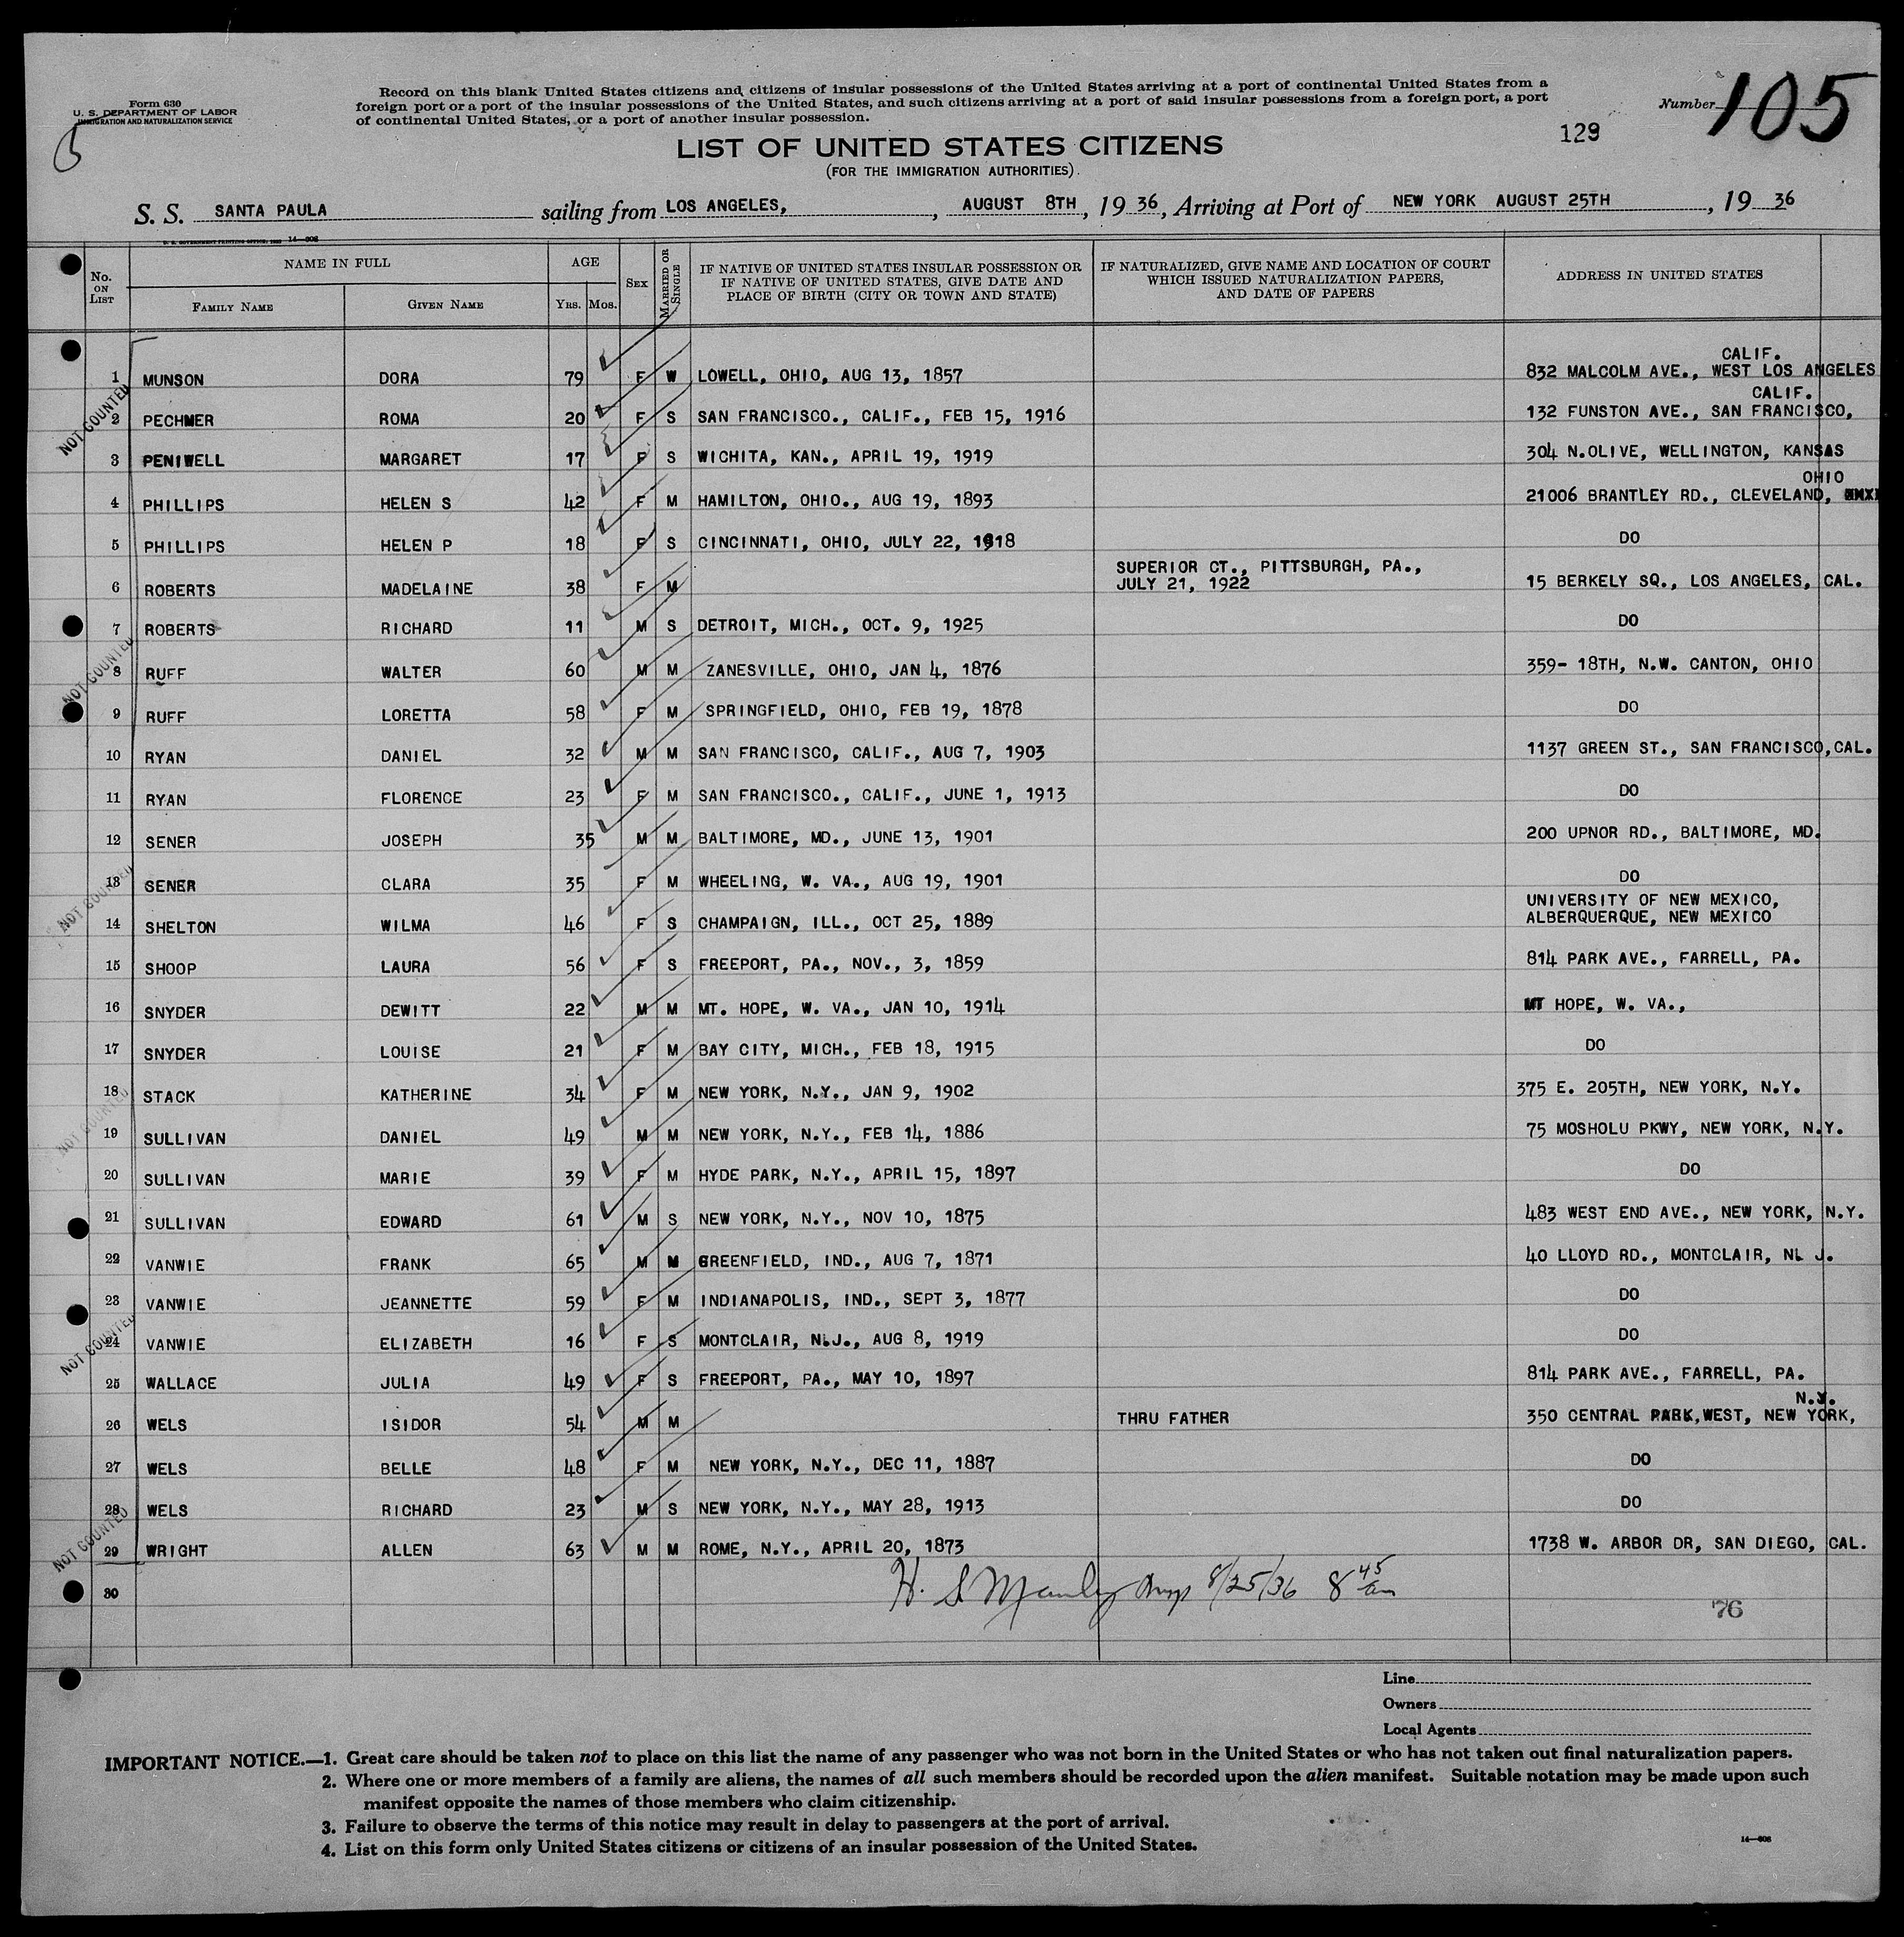 Form 630
U. S. DEPARTMENT OF LABOR
IMMIGRATION AND NATURALIZATION SERVICE
5
Record on this blank United States citizens and citizens of insular possessions of the United States arriving at a port of continental United States from a
foreign port or a port of the insular possessions of the United States, and such citizens arriving at a port of said insular possessions from a foreign port, a port
of continental United States, or a port of another insular possession.
Number 105
129
LIST OF UNITED STATES CITIZENS
(FOR THE IMMIGRATION AUTHORITIES)
S. S. SANTA PAULA sailing from LOS ANGELES, , AUGUST 8TH, 19 36, Arriving at Port of NEW YORK AUGUST 25TH , 19 36
U. S. GOVERNMENT PRINTING OFFICE: 14—608
No. ON LIST NAME IN FULL FAMILY NAME GIVEN NAME AGE YRS. MOS. SEX MARRIED OR SINGLE IF NATIVE OF UNITED STATES INSULAR POSSESSION OR IF NATIVE OF UNITED STATES, GIVE DATE AND PLACE OF BIRTH (CITY OR TOWN AND STATE) IF NATURALIZED, GIVE NAME AND LOCATION OF COURT WHICH ISSUED NATURALIZATION PAPERS, AND DATE OF PAPERS ADDRESS IN UNITED STATES
CALIF.
1 MUNSON DORA 79 F W LOWELL, OHIO, AUG 13, 1857 832 MALCOLM AVE., WEST LOS ANGELES
NOT COUNTED
CALIF.
2 PECHMER ROMA 20 F S SAN FRANCISCO., CALIF., FEB 15, 1916 132 FUNSTON AVE., SAN FRANCISCO,
3 PENIWELL MARGARET 17 F S WICHITA, KAN., APRIL 19, 1919 304 N.OLIVE, WELLINGTON, KANSAS
OHIO
4 PHILLIPS HELEN S 42 F M HAMILTON, OHIO., AUG 19, 1893 21006 BRANTLEY RD., CLEVELAND,
5 PHILLIPS HELEN P 18 F S CINCINNATI, OHIO, JULY 22, 1918 DO
SUPERIOR CT., PITTSBURGH, PA.,
6 ROBERTS MADELAINE 38 F M JULY 21, 1922 15 BERKELY SQ., LOS ANGELES, CAL.
7 ROBERTS RICHARD 11 M S DETROIT, MICH., OCT. 9, 1925 DO
NOT COUNTED
8 RUFF WALTER 60 M M ZANESVILLE, OHIO, JAN 4, 1876 359- 18TH, N.W. CANTON, OHIO
9 RUFF LORETTA 58 F M SPRINGFIELD, OHIO, FEB 19, 1878 DO
10 RYAN DANIEL 32 M M SAN FRANCISCO, CALIF., AUG 7, 1903 1137 GREEN ST., SAN FRANCISCO, CAL.
11 RYAN FLORENCE 23 F M SAN FRANCISCO., CALIF., JUNE 1, 1913 DO
12 SENER JOSEPH 35 M M BALTIMORE, MD., JUNE 13, 1901 200 UPNOR RD., BALTIMORE, MD.
13 SENER CLARA 35 F M WHEELING, W. VA., AUG 19, 1901 DO
NOT COUNTED
UNIVERSITY OF NEW MEXICO,
14 SHELTON WILMA 46 F S CHAMPAIGN, ILL., OCT 25, 1889 ALBERQUERQUE, NEW MEXICO
15 SHOOP LAURA 56 F S FREEPORT, PA., NOV., 3, 1859 814 PARK AVE., FARRELL, PA.
16 SNYDER DEWITT 22 M M MT. HOPE, W. VA., JAN 10, 1914 MT HOPE, W. VA.,
17 SNYDER LOUISE 21 F M BAY CITY, MICH., FEB 18, 1915 DO
18 STACK KATHERINE 34 F M NEW YORK, N.Y., JAN 9, 1902 375 E. 205TH, NEW YORK, N.Y.
NOT COUNTED
19 SULLIVAN DANIEL 49 M M NEW YORK, N.Y., FEB 14, 1886 75 MOSHOLU PKWY, NEW YORK, N.Y.
20 SULLIVAN MARIE 39 F M HYDE PARK, N.Y., APRIL 15, 1897 DO
21 SULLIVAN EDWARD 61 M S NEW YORK, N.Y., NOV 10, 1875 483 WEST END AVE., NEW YORK, N.Y.
22 VANWIE FRANK 65 M M GREENFIELD, IND., AUG 7, 1871 40 LLOYD RD., MONTCLAIR, N. J.
23 VANWIE JEANNETTE 59 F M INDIANAPOLIS, IND., SEPT 3, 1877 DO
24 VANWIE ELIZABETH 16 F S MONTCLAIR, N.J., AUG 8, 1919 DO
NOT COUNTED
25 WALLACE JULIA 49 F S FREEPORT, PA., MAY 10, 1897 814 PARK AVE., FARRELL, PA.
N.Y.
26 WELS ISIDOR 54 M M THRU FATHER 350 CENTRAL PARK, WEST, NEW YORK,
27 WELS BELLE 48 F M NEW YORK, N.Y., DEC 11, 1887 DO
28 WELS RICHARD 23 M S NEW YORK, N.Y., MAY 28, 1913 DO
NOT COUNTED
29 WRIGHT ALLEN 63 M M ROME, N.Y., APRIL 20, 1873 1738 W. ARBOR DR, SAN DIEGO, CAL.
30 H. S. Manley 8/25/36 8 45 am
76
Line
Owners
Local Agents
IMPORTANT NOTICE.—1. Great care should be taken not to place on this list the name of any passenger who was not born in the United States or who has not taken out final naturalization papers.
2. Where one or more members of a family are aliens, the names of all such members should be recorded upon the alien manifest. Suitable notation may be made upon such
manifest opposite the names of those members who claim citizenship.
3. Failure to observe the terms of this notice may result in delay to passengers at the port of arrival.
4. List on this form only United States citizens or citizens of an insular possession of the United States.
14—608